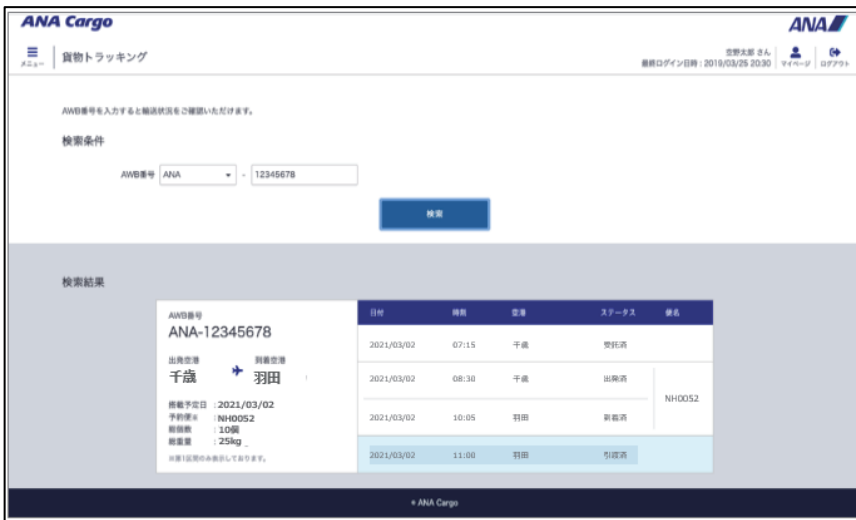 ANA Cargo
ANA
メニュー
貨物トラッキング
空野太郎 さん
最終ログイン日時 : 2019/03/25 20:30
マイページ
ログアウト
AWB番号を入力すると輸送状況をご確認いただけます。
検索条件
AWB番号 ANA - 12345678
検索
検索結果
AWB番号
ANA-12345678
出発空港 到着空港
千歳 羽田
搭載予定日 : 2021/03/02
予約便名 : NH0052
総個数 : 10個
総重量 : 25kg
※第1区間のみ表示しております。
日付 時刻 空港 ステータス 便名
2021/03/02 07:15 千歳 受託済
2021/03/02 08:30 千歳 出発済
NH0052
2021/03/02 10:05 羽田 到着済
2021/03/02 11:00 羽田 引渡済
© ANA Cargo